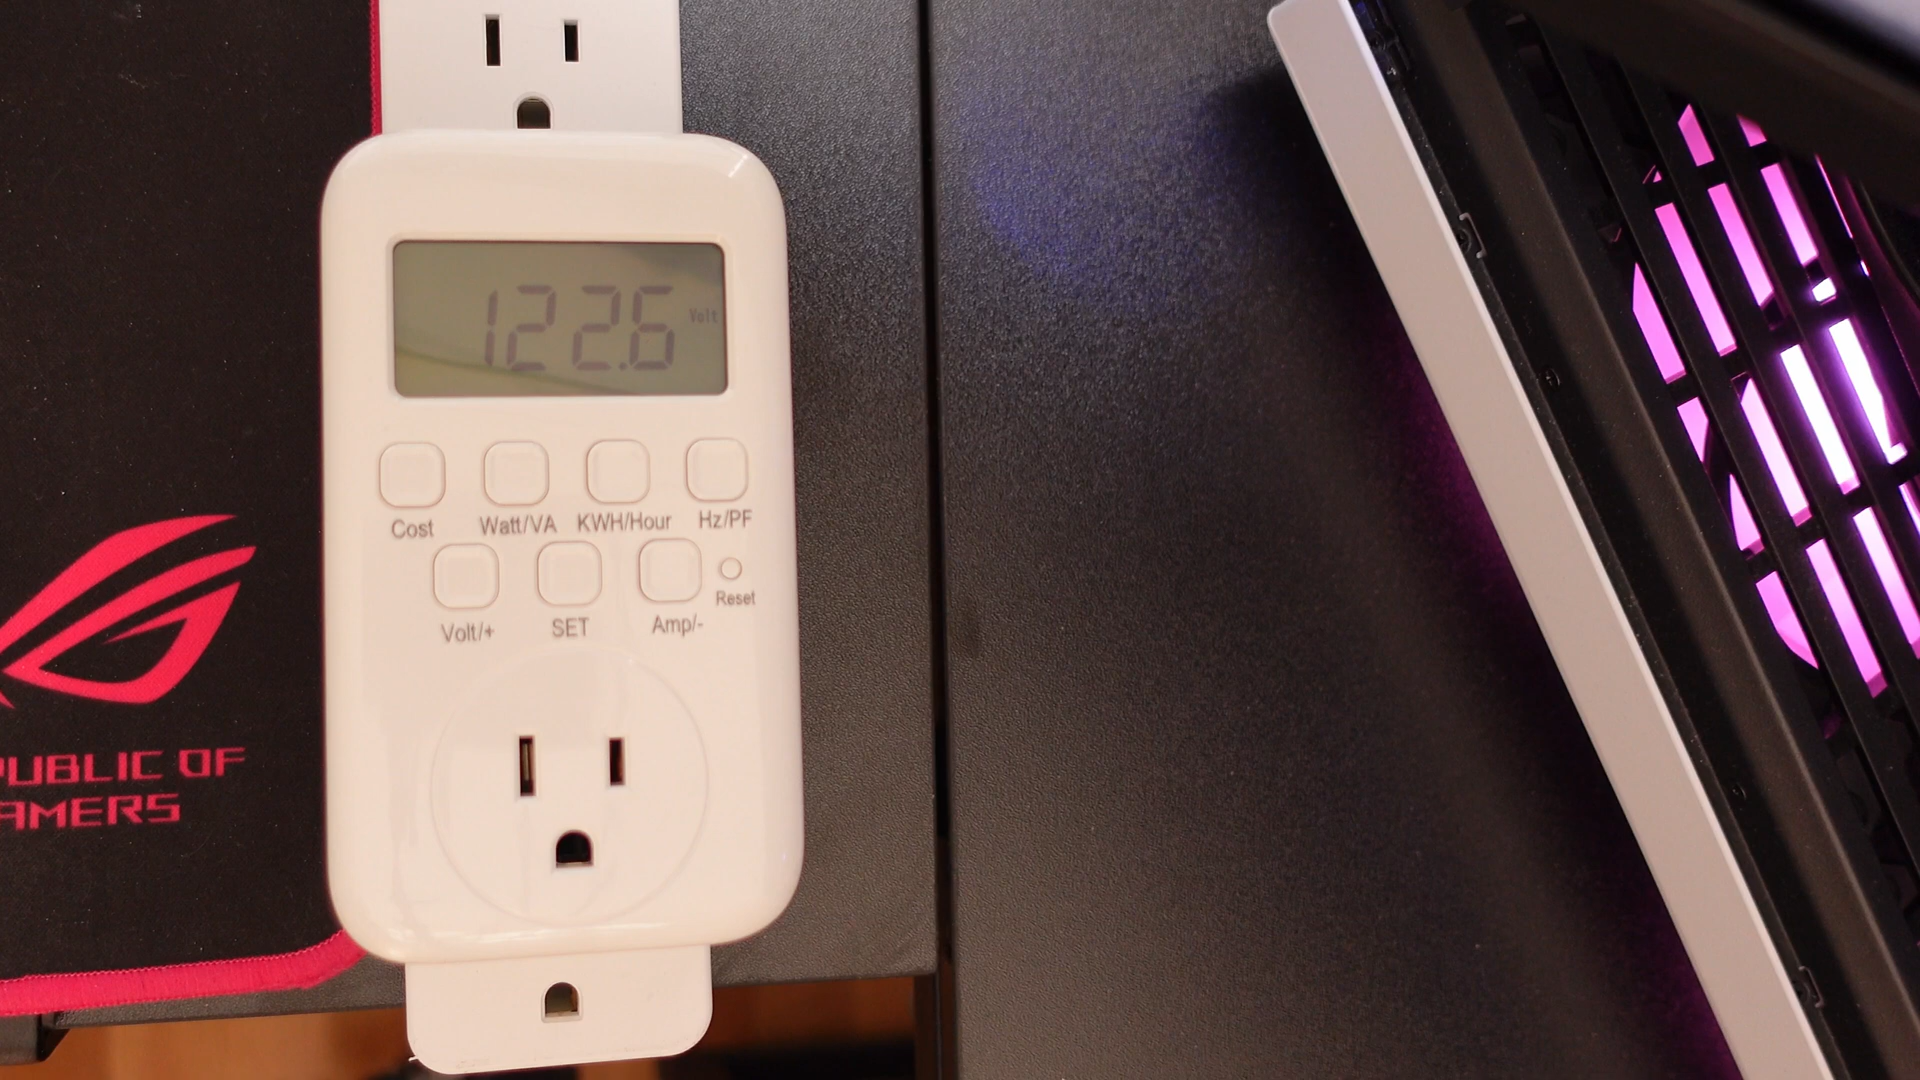 122.6 Volt
Cost Watt/VA KWH/Hour Hz/PF
Volt/+ SET Amp/- Reset
PUBLIC OF
AMERS